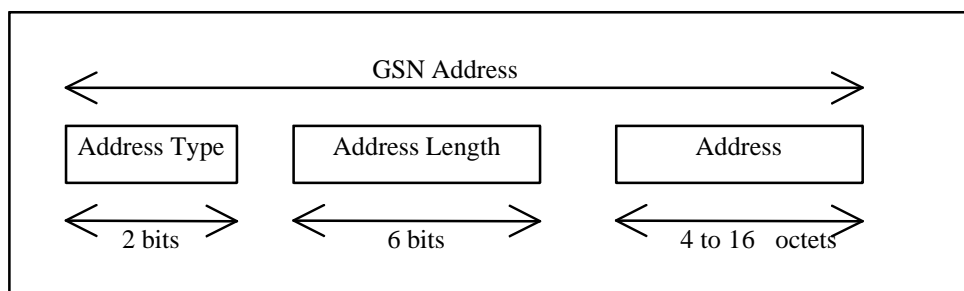 GSN Address
Address Type
Address Length
Address
2 bits
6 bits
4 to 16 octets